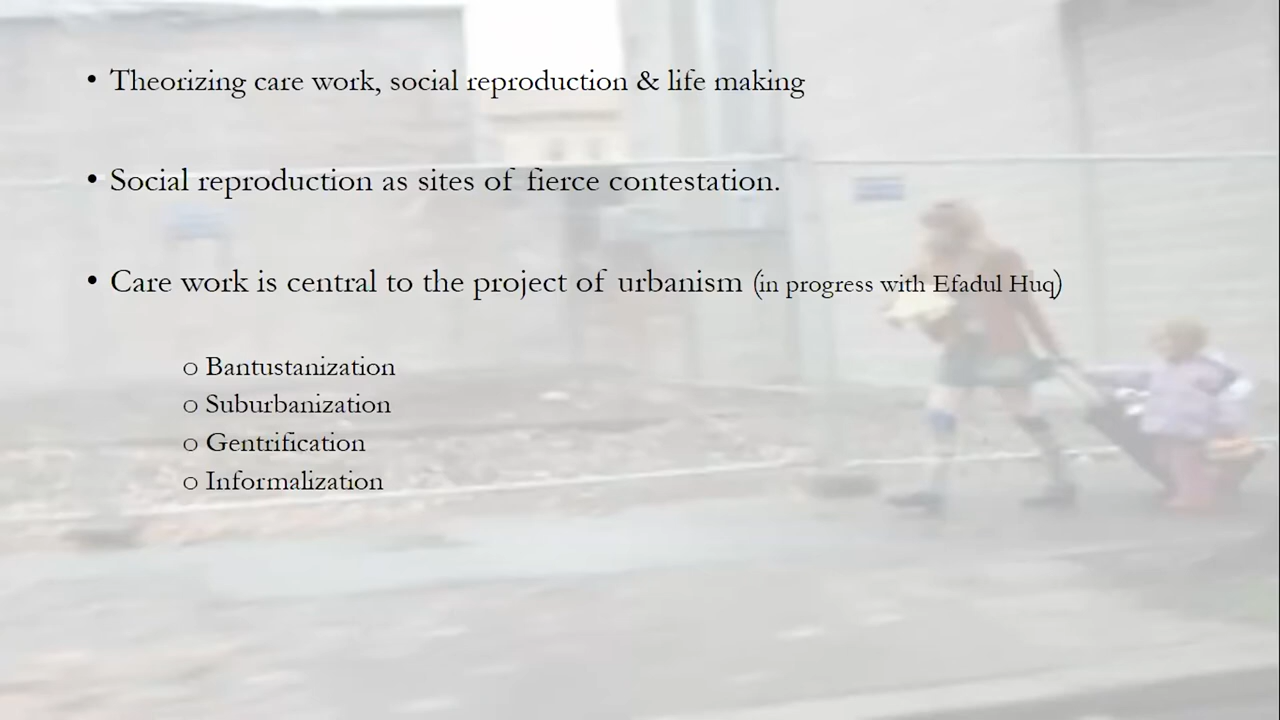 • Theorizing care work, social reproduction & life making
• Social reproduction as sites of fierce contestation.
• Care work is central to the project of urbanism (in progress with Efadul Huq)
o Bantustanization
o Suburbanization
o Gentrification
o Informalization